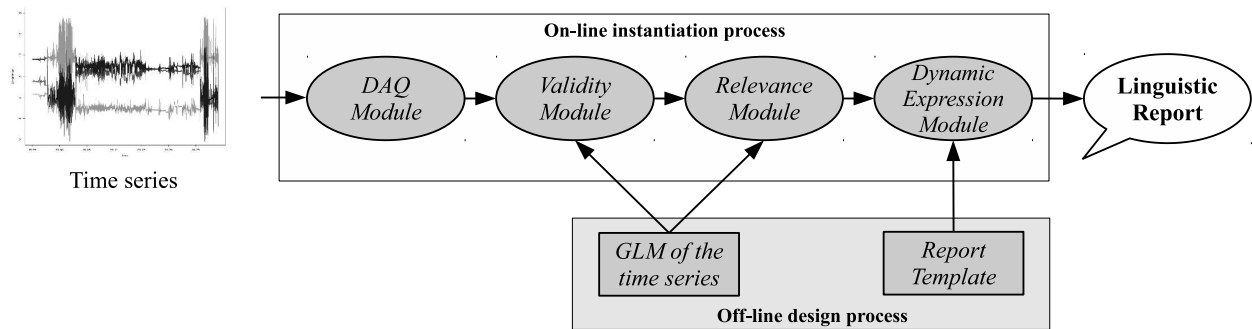 On-line instantiation process
DAQ
Module
Validity
Module
Relevance
Module
Dynamic
Expression
Module
Linguistic
Report
Time series
GLM of the
time series
Report
Template
Off-line design process